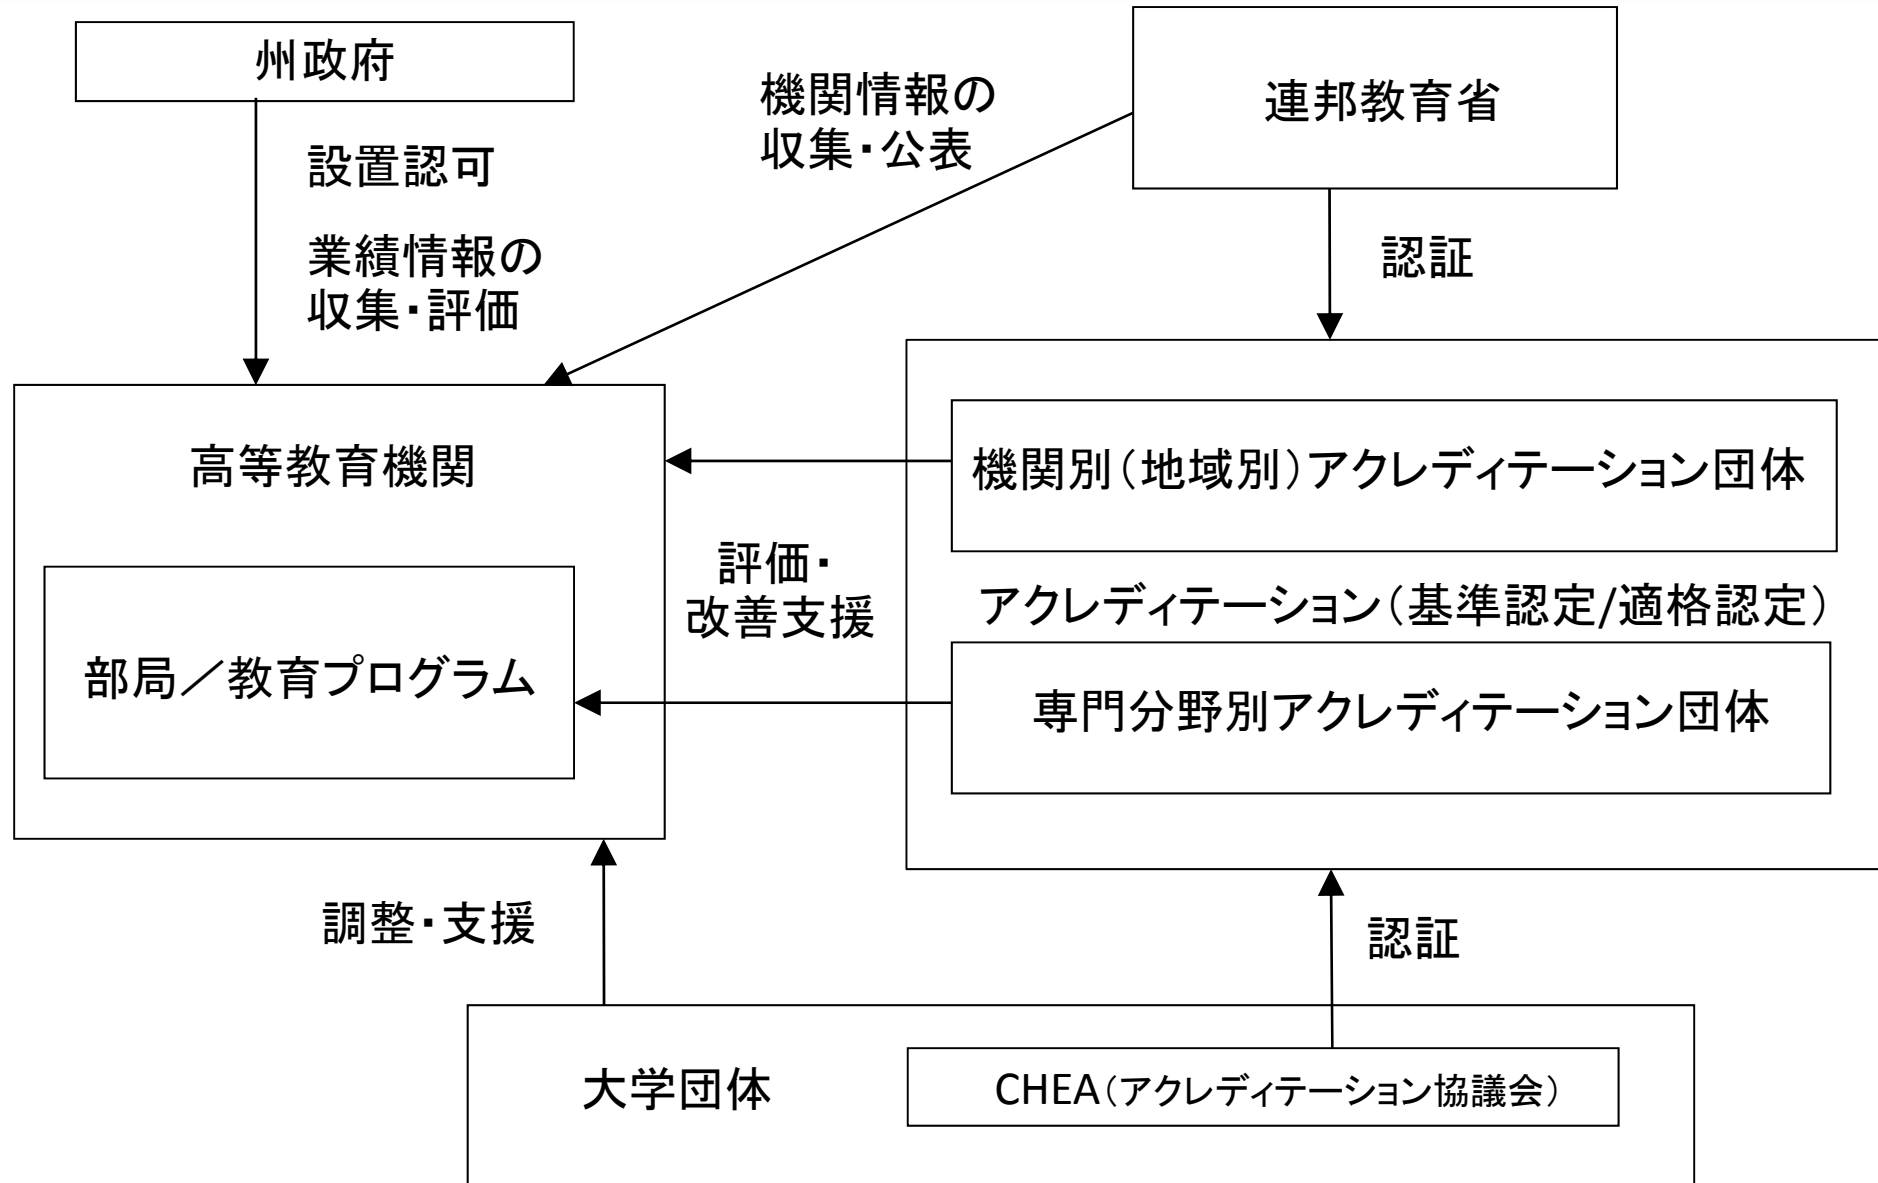 州政府
連邦教育省
機関情報の
収集・公表
設置認可
業績情報の
収集・評価
認証
高等教育機関
機関別（地域別）アクレディテーション団体
評価・
改善支援
アクレディテーション（基準認定/適格認定）
部局／教育プログラム
専門分野別アクレディテーション団体
調整・支援
認証
大学団体
CHEA（アクレディテーション協議会）